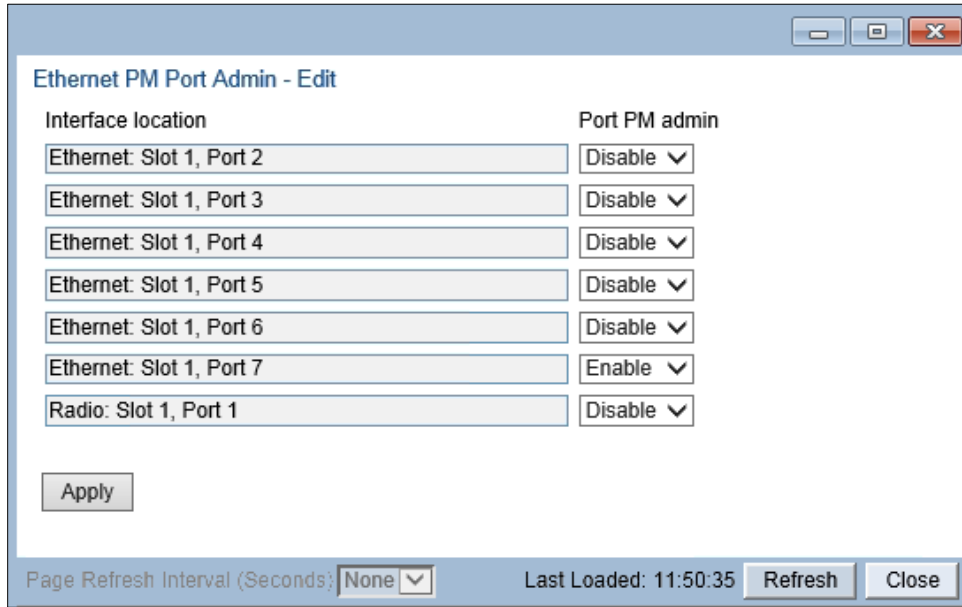 Ethernet PM Port Admin - Edit
Interface location Port PM admin
Ethernet: Slot 1, Port 2 Disable
Ethernet: Slot 1, Port 3 Disable
Ethernet: Slot 1, Port 4 Disable
Ethernet: Slot 1, Port 5 Disable
Ethernet: Slot 1, Port 6 Disable
Ethernet: Slot 1, Port 7 Enable
Radio: Slot 1, Port 1 Disable
Apply
Page Refresh Interval (Seconds) None Last Loaded: 11:50:35 Refresh Close